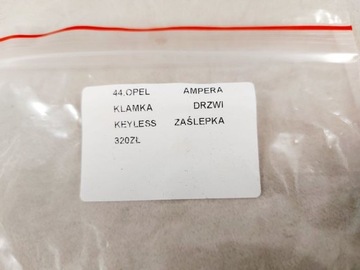 44.OPEL AMPERA
KLAMKA DRZWI
KEYLESS ZAŚLEPKA
320ZŁ